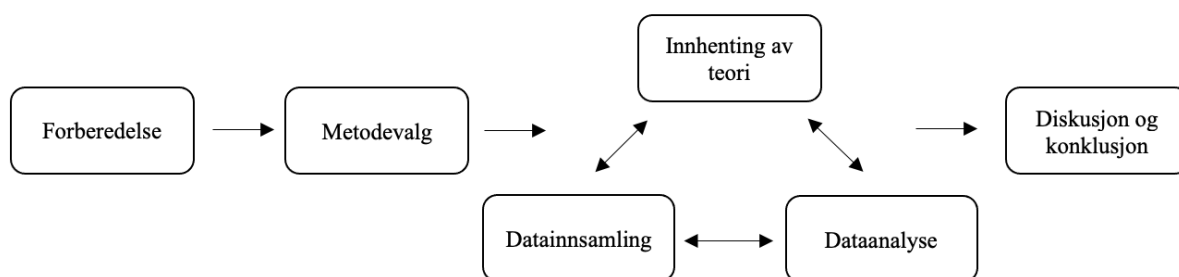 Forberedelse
Metodevalg
Innhenting av
teori
Datainnsamling
Dataanalyse
Diskusjon og
konklusjon